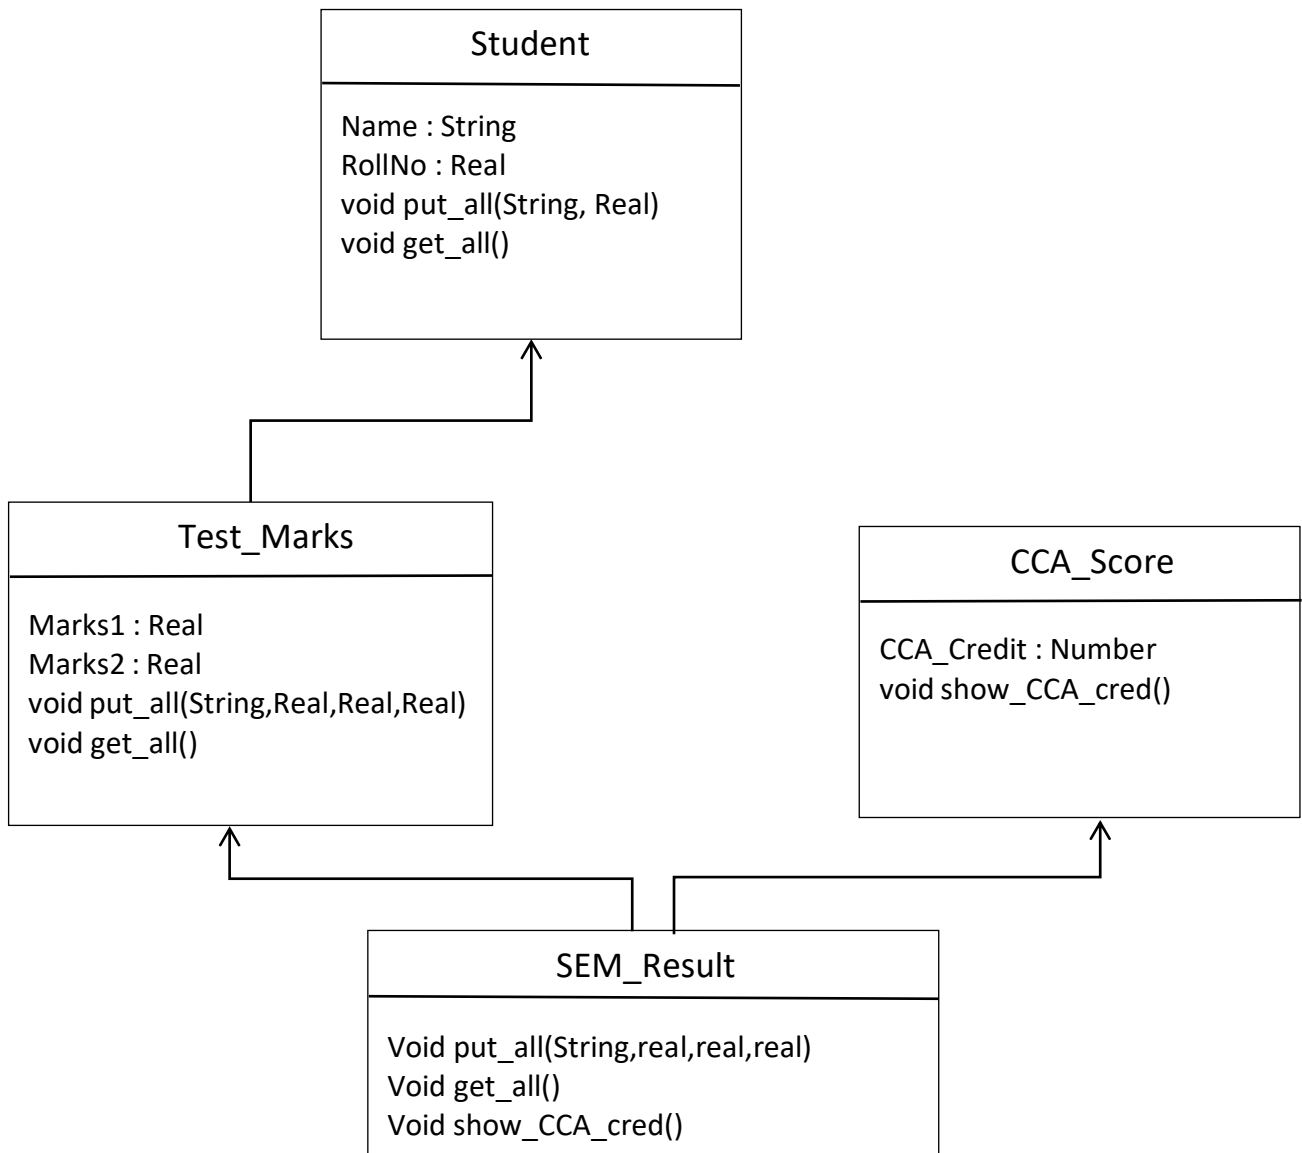 Student
Name : String
RollNo : Real
void put_all(String, Real)
void get_all()
Test_Marks
Marks1 : Real
Marks2 : Real
void put_all(String,Real,Real,Real)
void get_all()
CCA_Score
CCA_Credit : Number
void show_CCA_cred()
SEM_Result
Void put_all(String,real,real,real)
Void get_all()
Void show_CCA_cred()